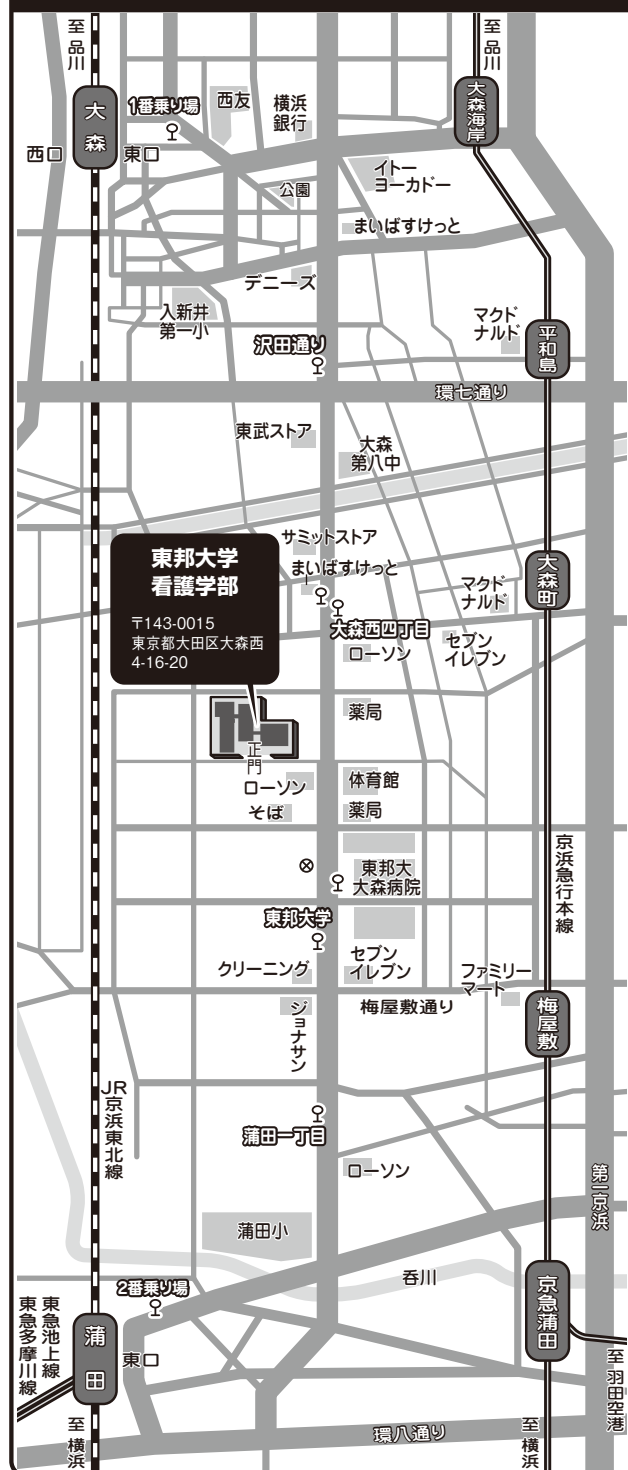 至品川
至品川
大森
1番乗り場
西友
横浜
銀行
大森海岸
西口
東口
イトー
ヨーカドー
公園
まいばすけっと
デニーズ
入新井
第一小
マクド
ナルド
平和島
沢田通り
環七通り
東武ストア
大森
第八中
サミットストア
東邦大学
看護学部
〒143-0015
東京都大田区大森西
4-16-20
まいばすけっと
マクド
ナルド
大森町
大森西四丁目
ローソン
セブン
イレブン
薬局
正門
ローソン
体育館
そば
薬局
京浜急行本線
東邦大
大森病院
東邦大学
クリーニング
セブン
イレブン
ファミリー
マート
梅屋敷通り
梅屋敷
ジョナサン
JR京浜東北線
蒲田一丁目
ローソン
第一京浜
蒲田小
呑川
2番乗り場
京急蒲田
東急池上線
東急多摩川線
蒲田
東口
至羽田空港
環八通り
至横浜
至横浜